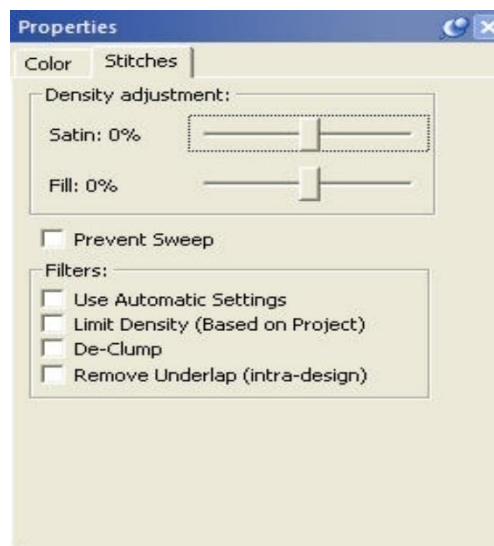 Properties
Color Stitches
Density adjustment:
Satin: 0%
Fill: 0%
Prevent Sweep
Filters:
Use Automatic Settings
Limit Density (Based on Project)
De-Clump
Remove Underlap (intra-design)